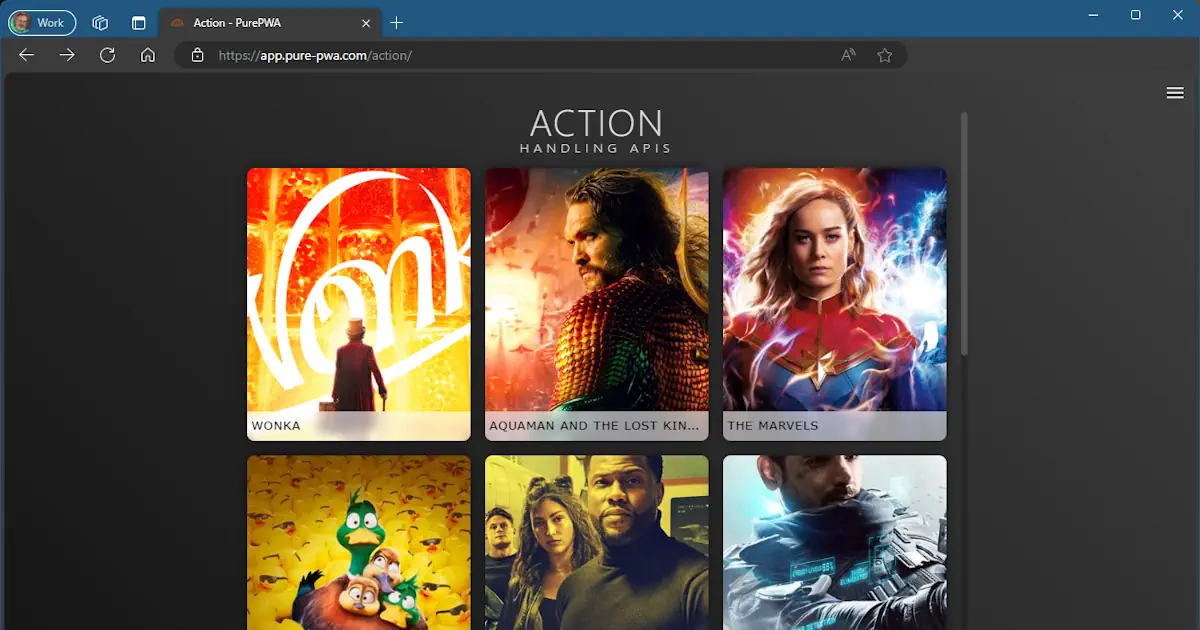 Work
Action - PurePWA
https://app.pure-pwa.com/action/
ACTION
HANDLING APIS
Wonka
WONKA
AQUAMAN AND THE LOST KIN...
THE MARVELS